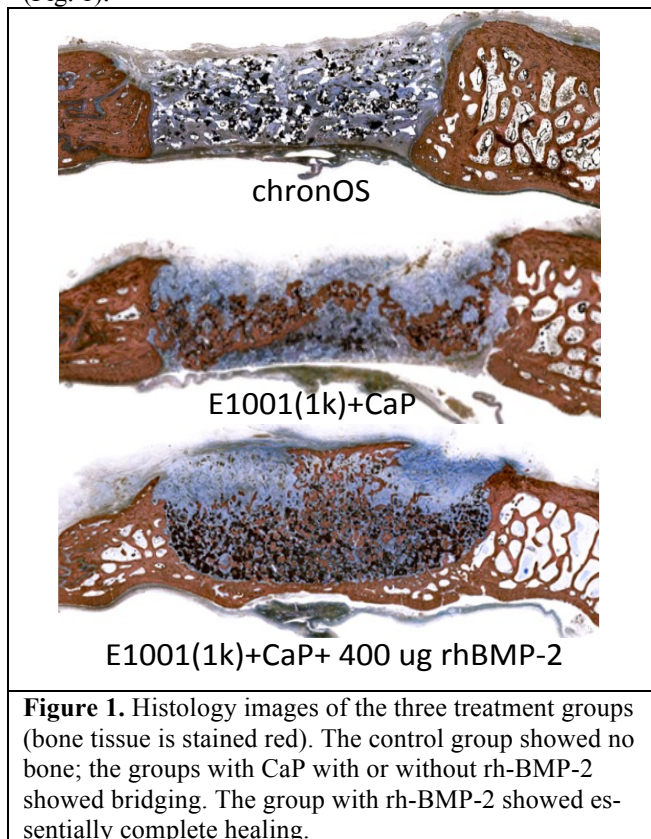 (Fig. 1).
chronOS
E1001(1k)+CaP
E1001(1k)+CaP+ 400 ug rhBMP-2
Figure 1. Histology images of the three treatment groups
(bone tissue is stained red). The control group showed no
bone; the groups with CaP with or without rh-BMP-2
showed bridging. The group with rh-BMP-2 showed es-
sentially complete healing.